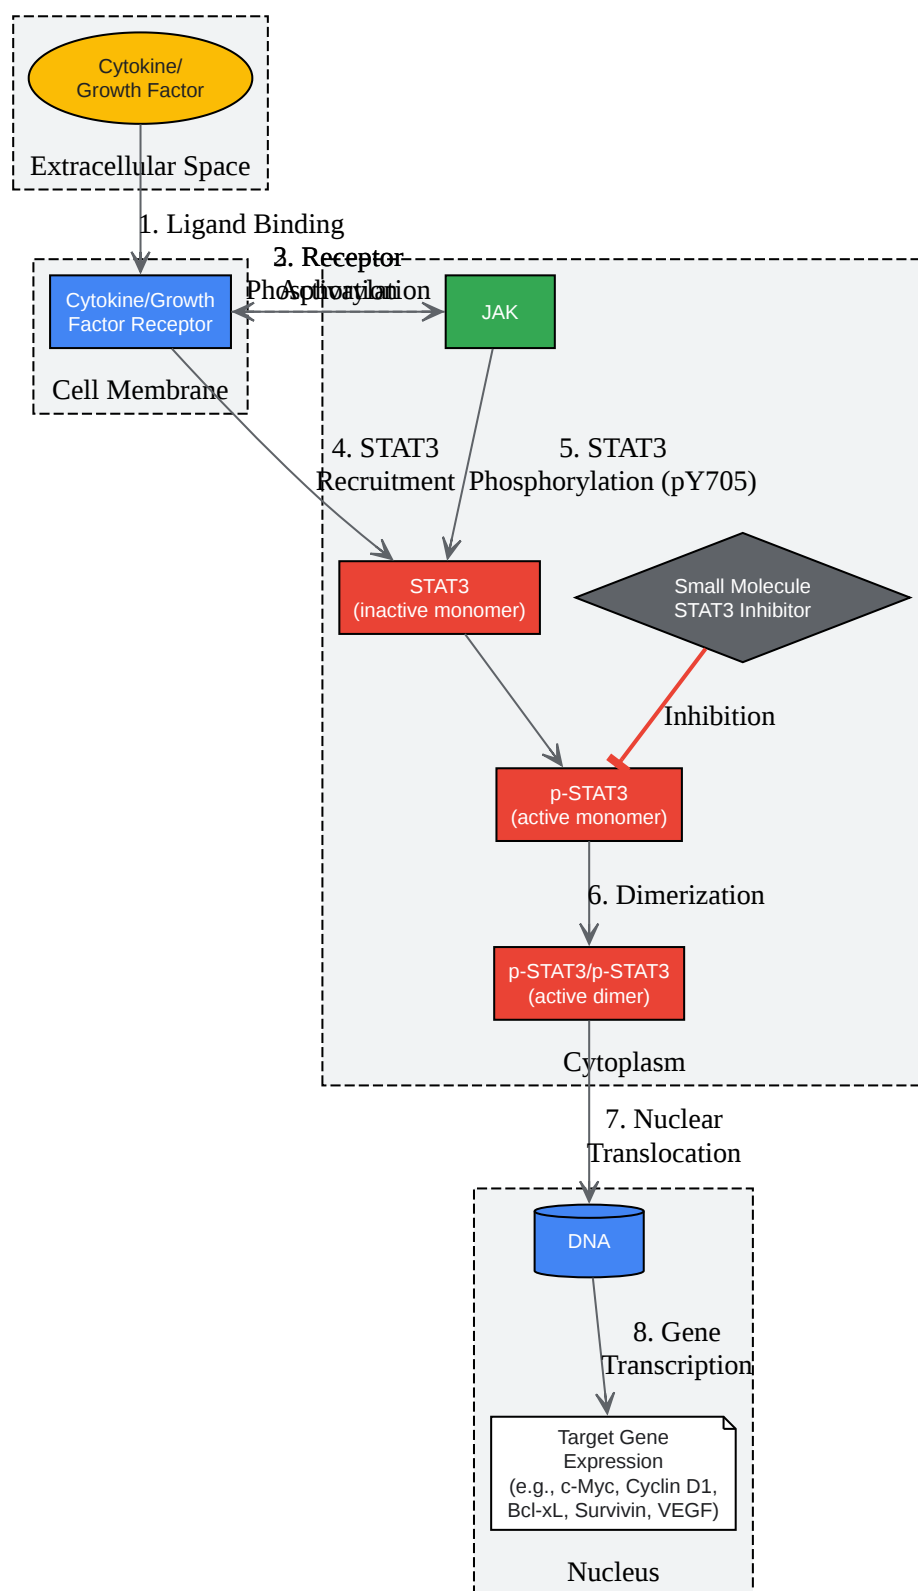 Cytokine/
Growth Factor
Extracellular Space
1. Ligand Binding
3. Receptor
Phosphorylation
Cytokine/Growth
Factor Receptor
JAK
Cell Membrane
4. STAT3
Recruitment
5. STAT3
Phosphorylation (pY705)
STAT3
(inactive monomer)
Small Molecule
STAT3 Inhibitor
Inhibition
p-STAT3
(active monomer)
6. Dimerization
p-STAT3/p-STAT3
(active dimer)
Cytoplasm
7. Nuclear
Translocation
DNA
8. Gene
Transcription
Target Gene
Expression
(e.g., c-Myc, Cyclin D1,
Bcl-xL, Survivin, VEGF)
Nucleus